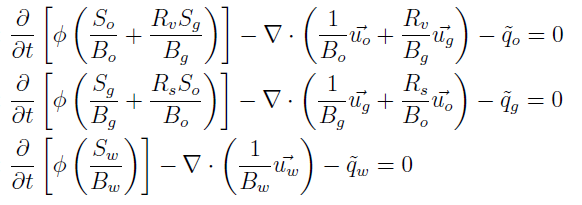 ∂/∂t [ϕ (S_o/B_o + R_v S_g/B_g)] − ∇ · (1/B_o u⃗_o + R_v/B_g u⃗_g) − q̃_o = 0
∂/∂t [ϕ (S_g/B_g + R_s S_o/B_o)] − ∇ · (1/B_g u⃗_g + R_s/B_o u⃗_o) − q̃_g = 0
∂/∂t [ϕ (S_w/B_w)] − ∇ · (1/B_w u⃗_w) − q̃_w = 0